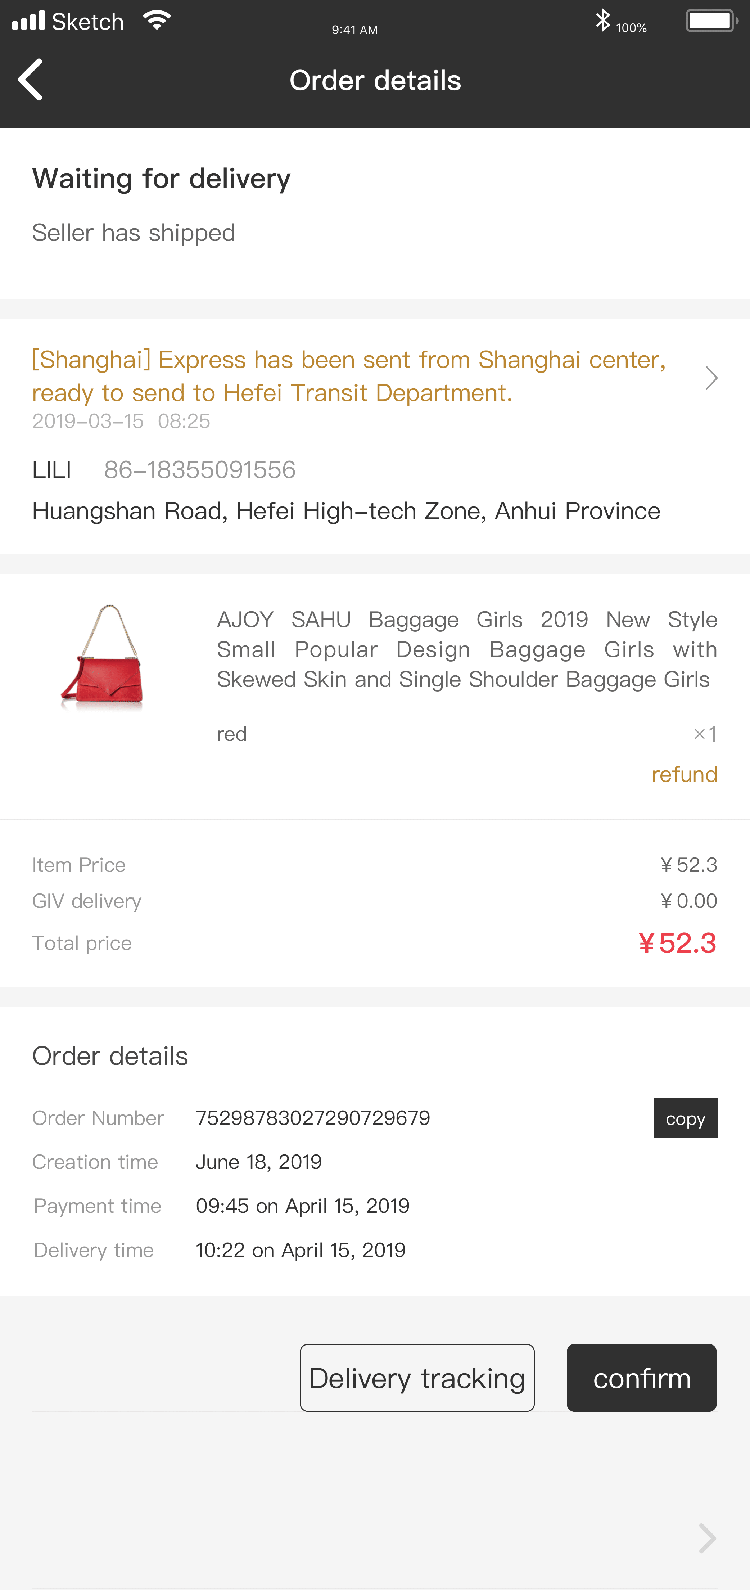 Sketch 9:41 AM 100%
Order details
Waiting for delivery
Seller has shipped
[Shanghai] Express has been sent from Shanghai center,
ready to send to Hefei Transit Department.
2019-03-15 08:25
LILI 86-18355091556
Huangshan Road, Hefei High-tech Zone, Anhui Province
AJOY SAHU Baggage Girls 2019 New Style
Small Popular Design Baggage Girls with
Skewed Skin and Single Shoulder Baggage Girls
red ×1
refund
Item Price ¥52.3
GIV delivery ¥0.00
Total price ¥52.3
Order details
Order Number 75298783027290729679 copy
Creation time June 18, 2019
Payment time 09:45 on April 15, 2019
Delivery time 10:22 on April 15, 2019
Delivery tracking confirm